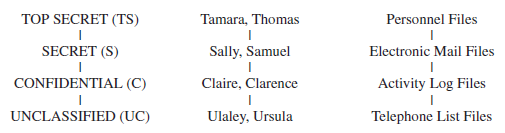 TOP SECRET (TS) Tamara, Thomas Personnel Files
SECRET (S) Sally, Samuel Electronic Mail Files
CONFIDENTIAL (C) Claire, Clarence Activity Log Files
UNCLASSIFIED (UC) Ulaley, Ursula Telephone List Files